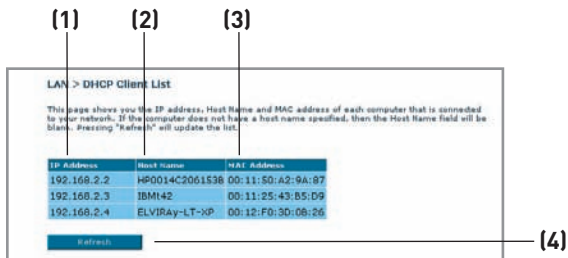 (1) (2) (3)
LAN > DHCP Client List
This page shows you the IP address, Host Name and MAC address of each computer that is connected
to your network. If the computer does not have a host name specified, then the Host Name field will be
blank. Pressing "Refresh" will update the list.
IP Address Host Name MAC Address
192.168.2.2 HP0014C206153B 00:11:50:A2:9A:87
192.168.2.3 IBMt42 00:11:25:43:B5:D9
192.168.2.4 ELVIRAy-LT-XP 00:12:F0:3D:0B:26
Refresh (4)